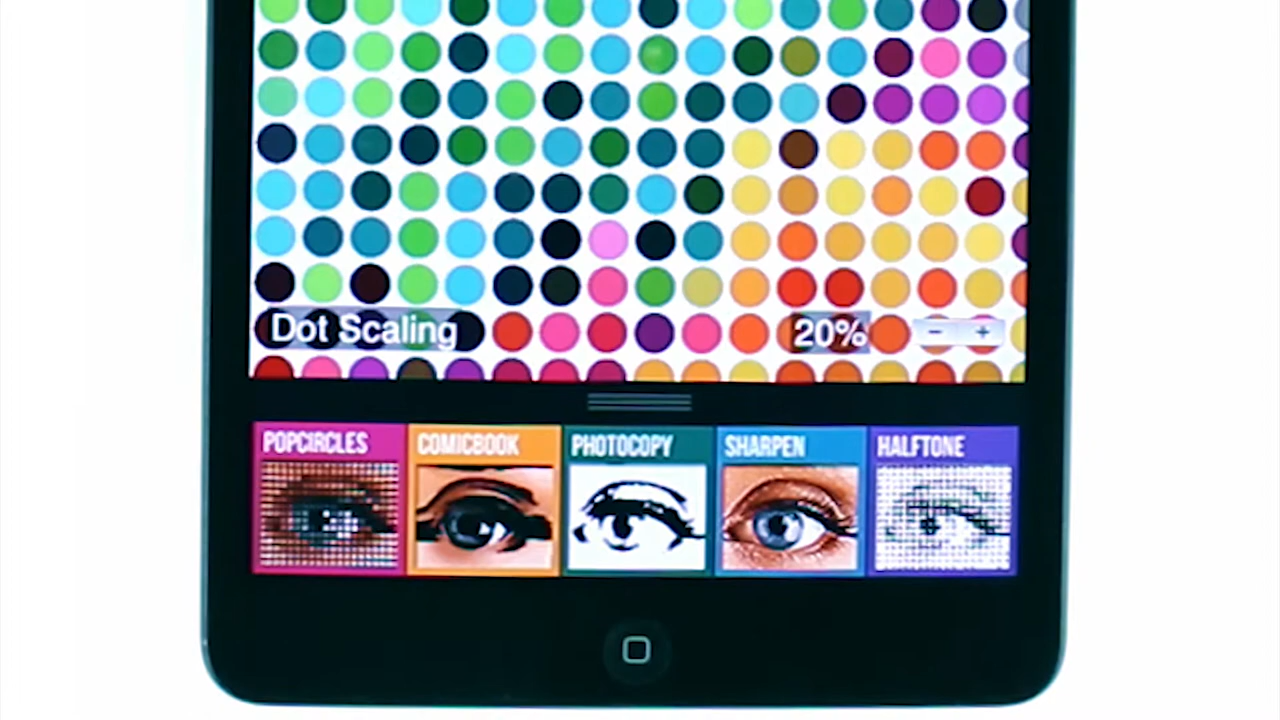 Dot Scaling 20% - +
POPCIRCLES COMICBOOK PHOTOCOPY SHARPEN HALFTONE